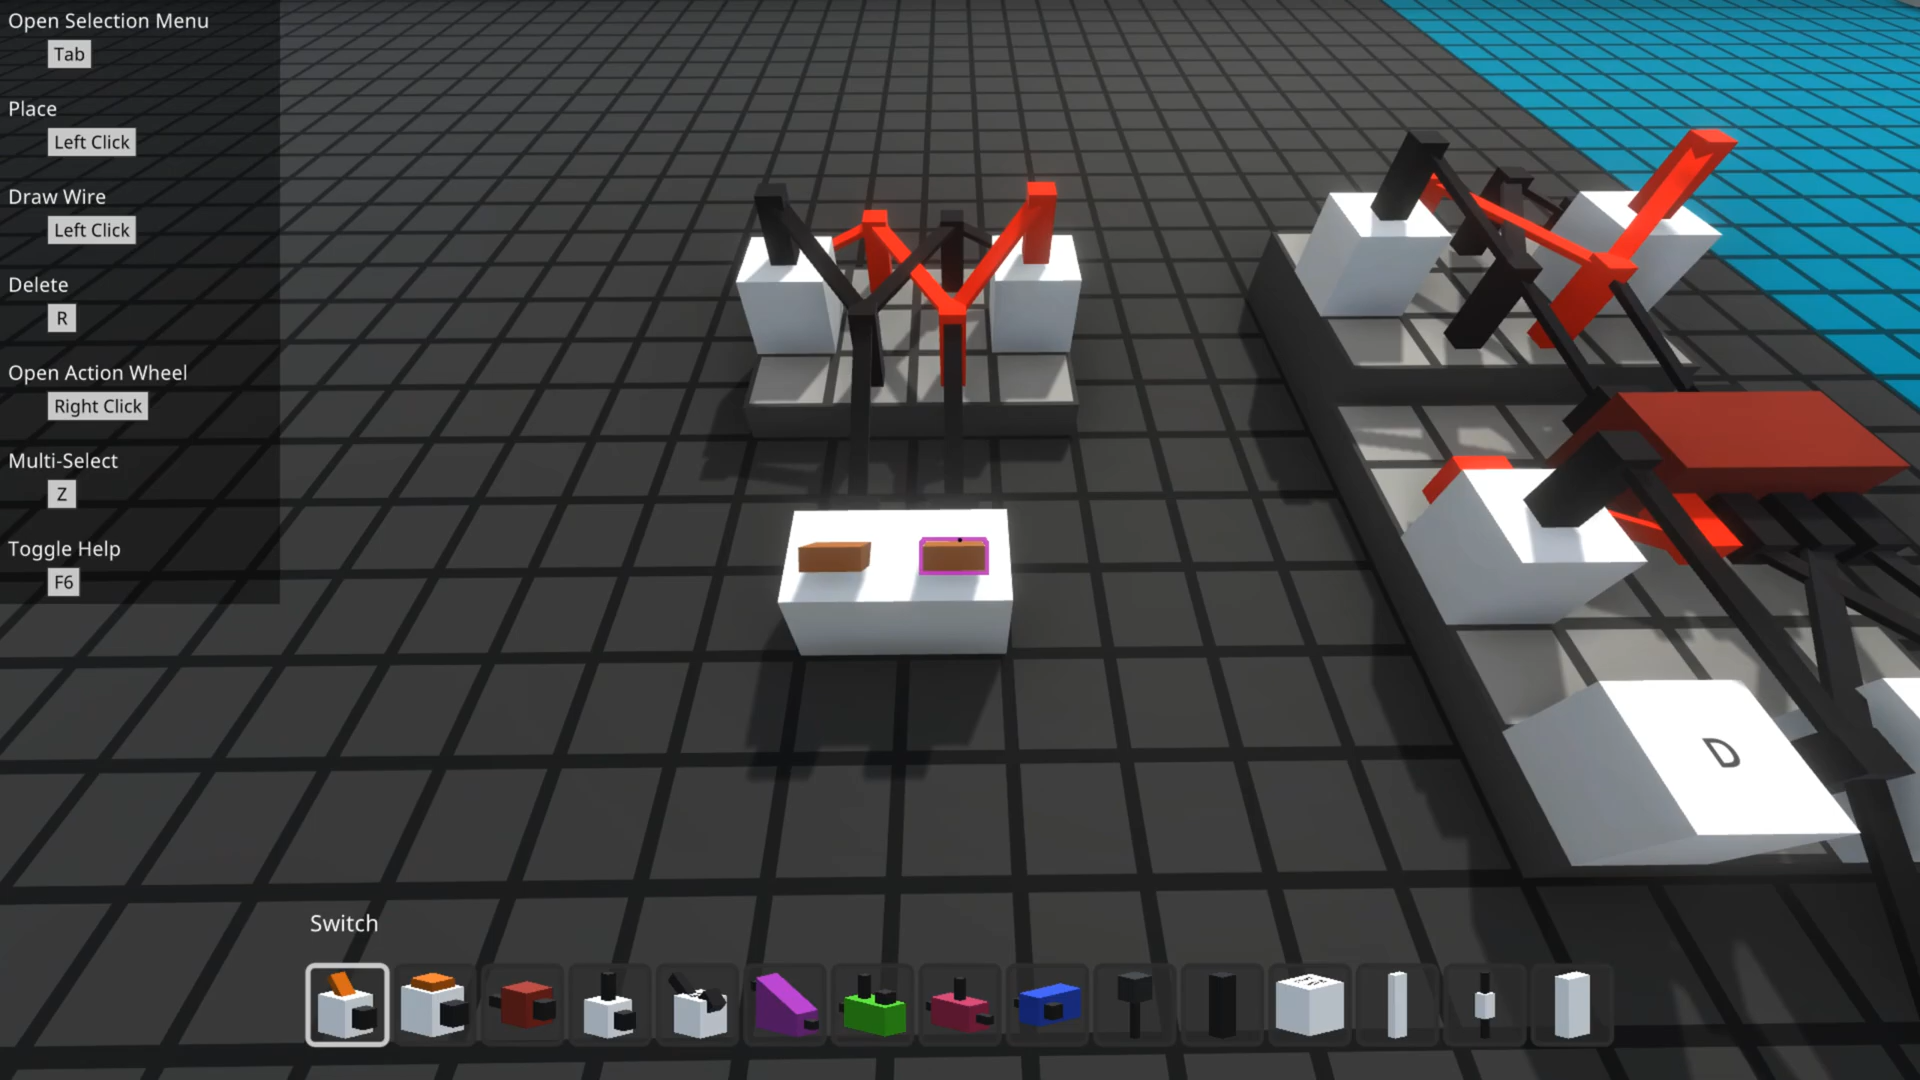 Open Selection Menu
Tab
Place
Left Click
Draw Wire
Left Click
Delete
R
Open Action Wheel
Right Click
Multi-Select
Z
Toggle Help
F6
D
Switch